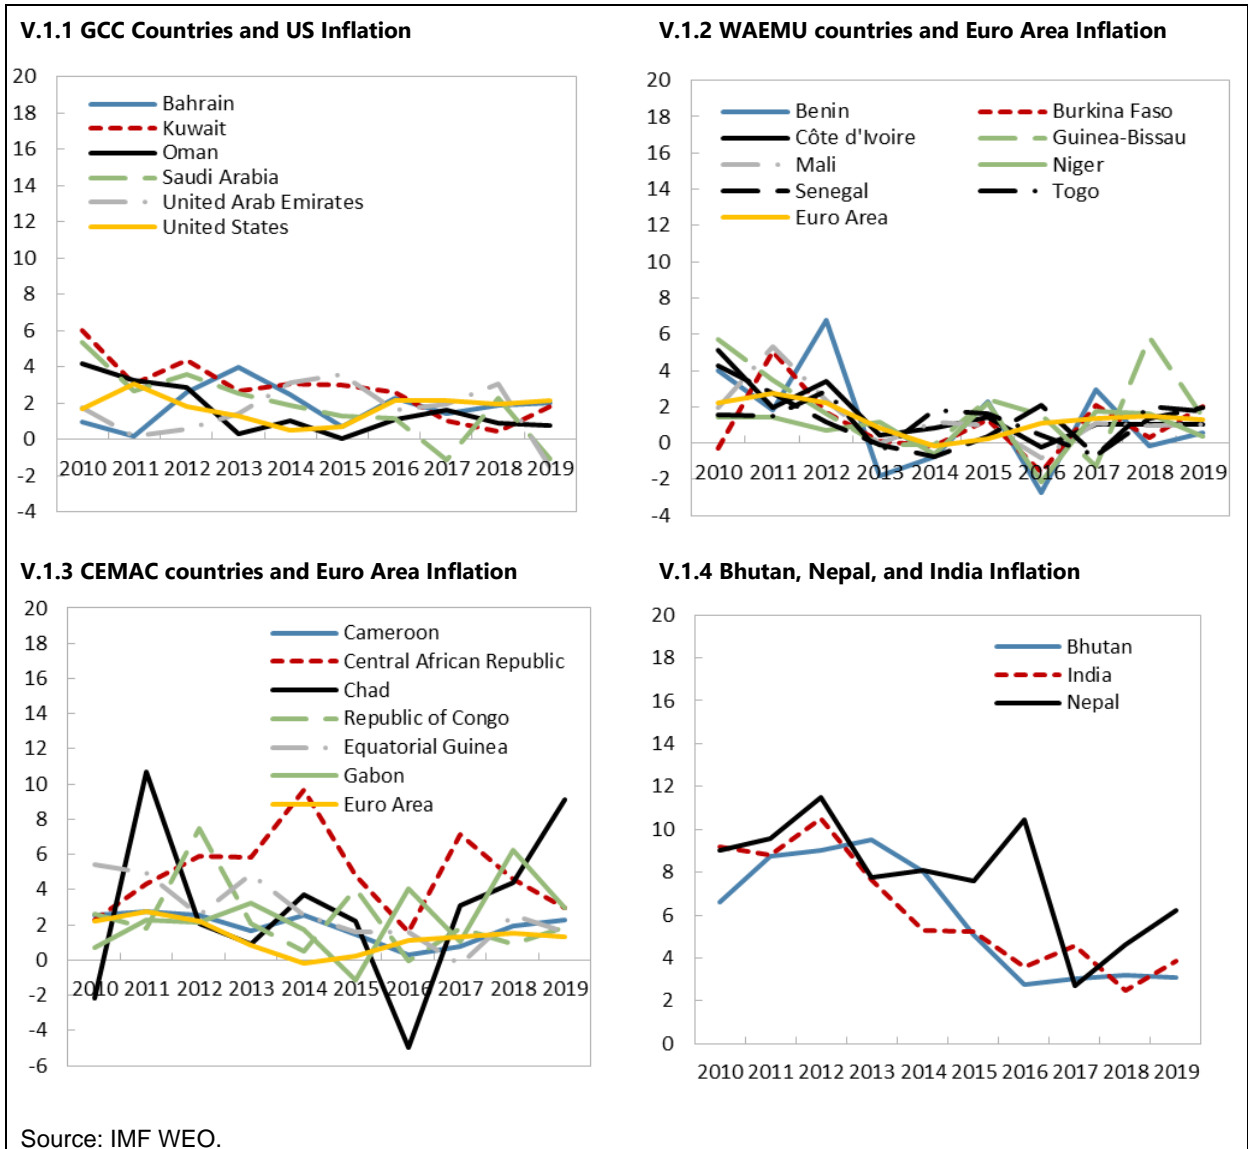 V.1.1 GCC Countries and US Inflation
20
18
16
14
12
10
8
6
4
2
0
-2
-4
Bahrain
Kuwait
Oman
Saudi Arabia
United Arab Emirates
United States
2010 2011 2012 2013 2014 2015 2016 2017 2018 2019
V.1.2 WAEMU countries and Euro Area Inflation
20
18
16
14
12
10
8
6
4
2
0
-2
-4
Benin Burkina Faso
Côte d'Ivoire Guinea-Bissau
Mali Niger
Senegal Togo
Euro Area
2010 2011 2012 2013 2014 2015 2016 2017 2018 2019
V.1.3 CEMAC countries and Euro Area Inflation
20
18
16
14
12
10
8
6
4
2
0
-2
-4
-6
Cameroon
Central African Republic
Chad
Republic of Congo
Equatorial Guinea
Gabon
Euro Area
2010 2011 2012 2013 2014 2015 2016 2017 2018 2019
V.1.4 Bhutan, Nepal, and India Inflation
20
18
16
14
12
10
8
6
4
2
0
Bhutan
India
Nepal
2010 2011 2012 2013 2014 2015 2016 2017 2018 2019
Source: IMF WEO.